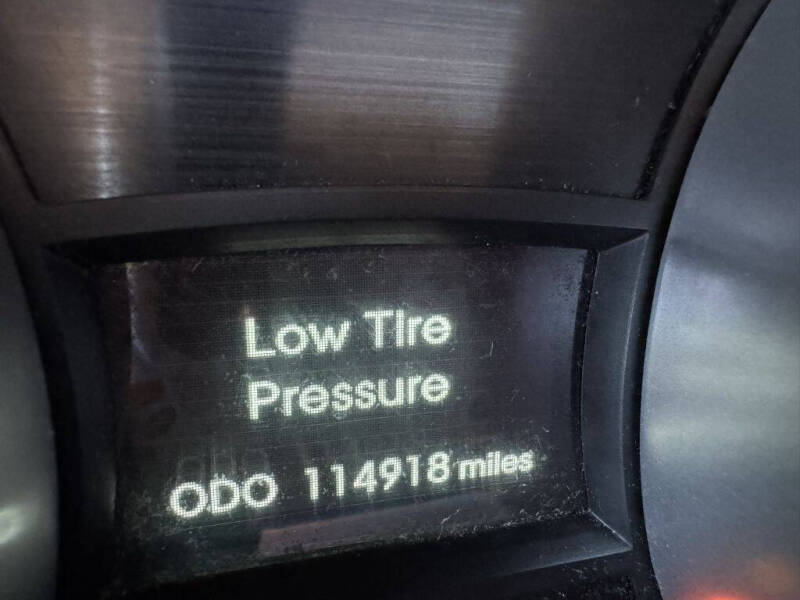 Low Tire
Pressure
ODO 114918 miles